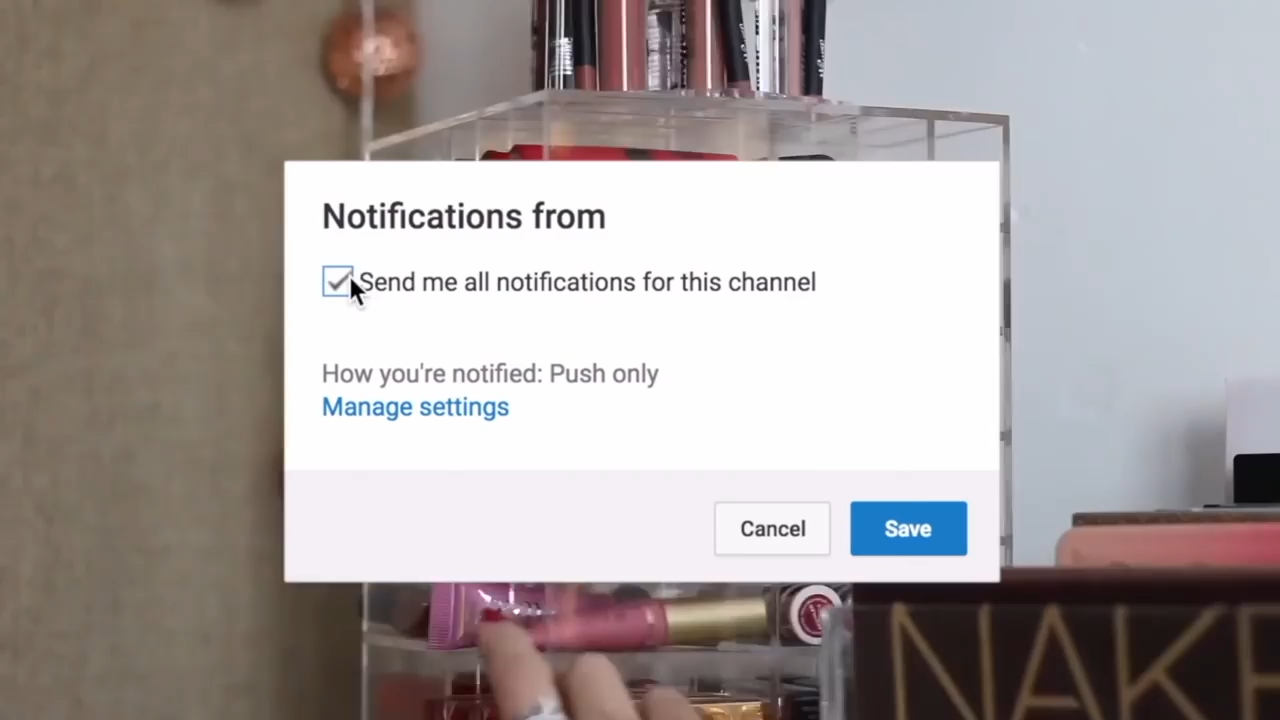 Notifications from
Send me all notifications for this channel
How you're notified: Push only
Manage settings
Cancel
Save
NAKE